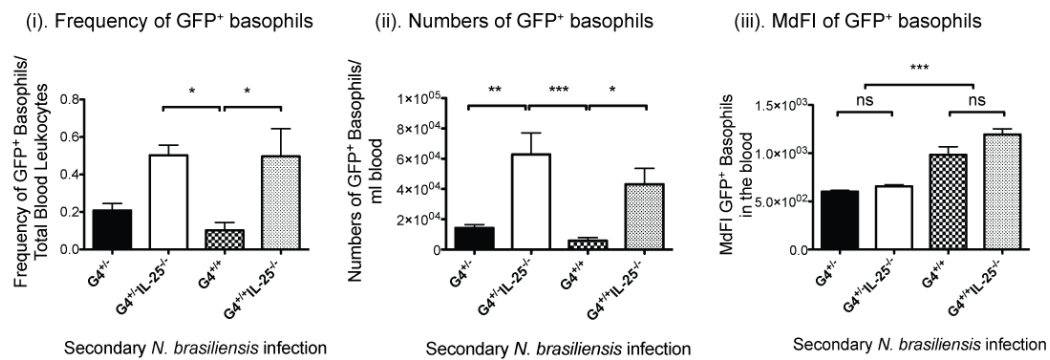 (i). Frequency of GFP⁺ basophils
Frequency of GFP⁺ Basophils/
Total Blood Leukocytes
0.8
0.6
0.4
0.2
0.0
*
*
G4⁺/⁻
G4⁺/⁻IL-25⁻/⁻
G4⁺/⁺
G4⁺/⁺IL-25⁻/⁻
Secondary N. brasiliensis infection
(ii). Numbers of GFP⁺ basophils
Numbers of GFP⁺ Basophils/
ml blood
1×10⁰⁵
8×10⁰⁴
6×10⁰⁴
4×10⁰⁴
2×10⁰⁴
0
**
***
*
G4⁺/⁻
G4⁺/⁻IL-25⁻/⁻
G4⁺/⁺
G4⁺/⁺IL-25⁻/⁻
Secondary N. brasiliensis infection
(iii) MdFI of GFP⁺ basophils
MdFI GFP⁺ Basophils
in the blood
1.5×10⁰³
1.0×10⁰³
5.0×10⁰²
0.0
***
ns
ns
G4⁺/⁻
G4⁺/⁻IL-25⁻/⁻
G4⁺/⁺
G4⁺/⁺IL-25⁻/⁻
Secondary N. brasiliensis infection